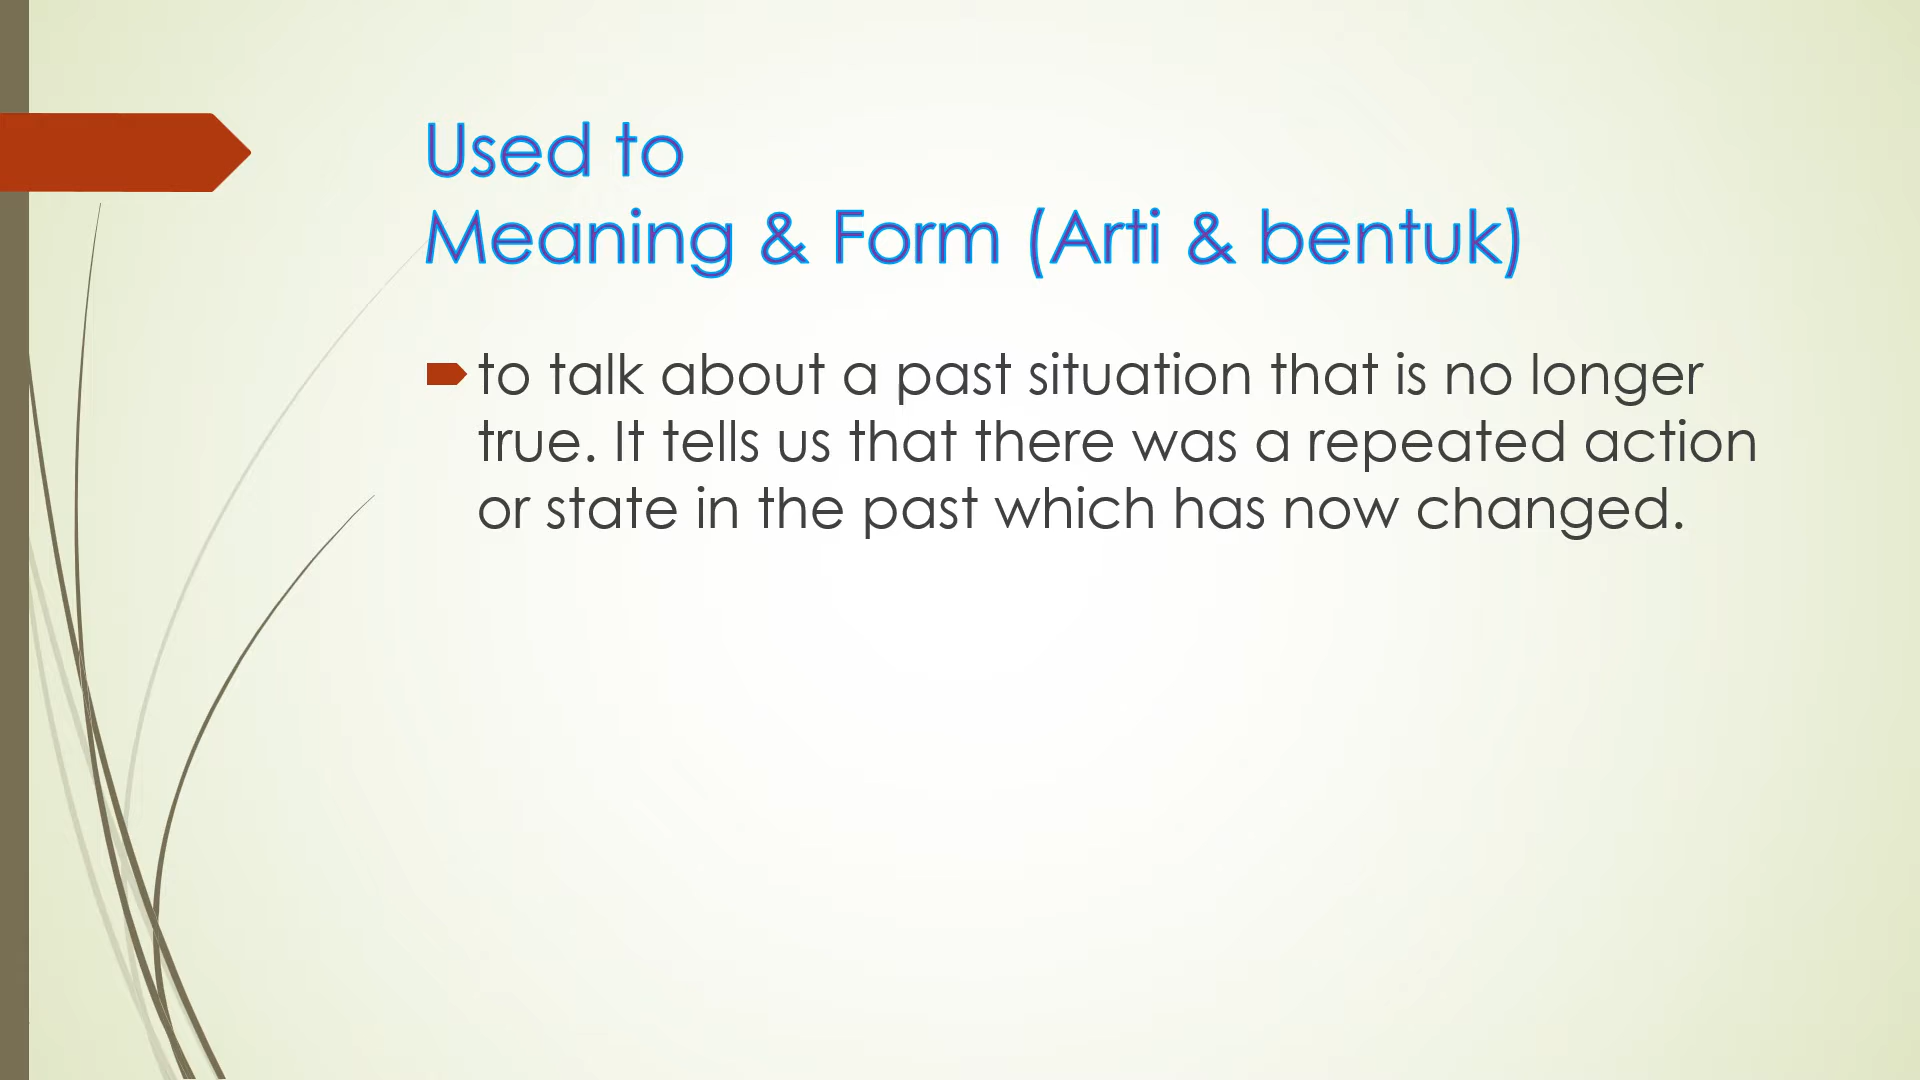 Used to
Meaning & Form (Arti & bentuk)
to talk about a past situation that is no longer
true. It tells us that there was a repeated action
or state in the past which has now changed.